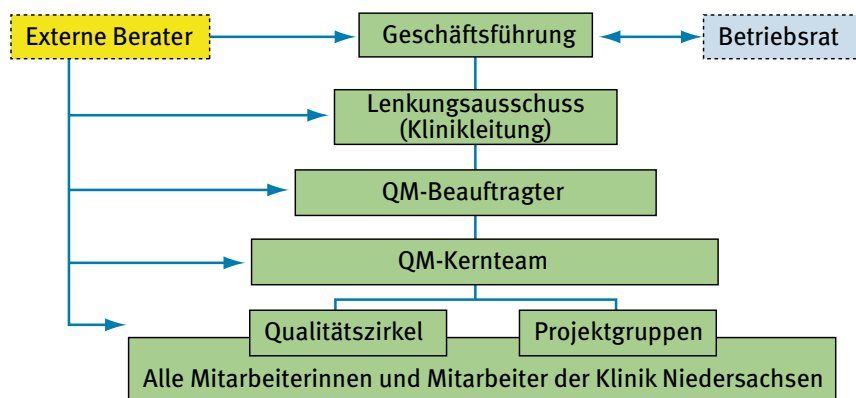 Externe Berater
Geschäftsführung
Betriebsrat
Lenkungsausschuss
(Klinikleitung)
QM-Beauftragter
QM-Kernteam
Qualitätszirkel
Projektgruppen
Alle Mitarbeiterinnen und Mitarbeiter der Klinik Niedersachsen